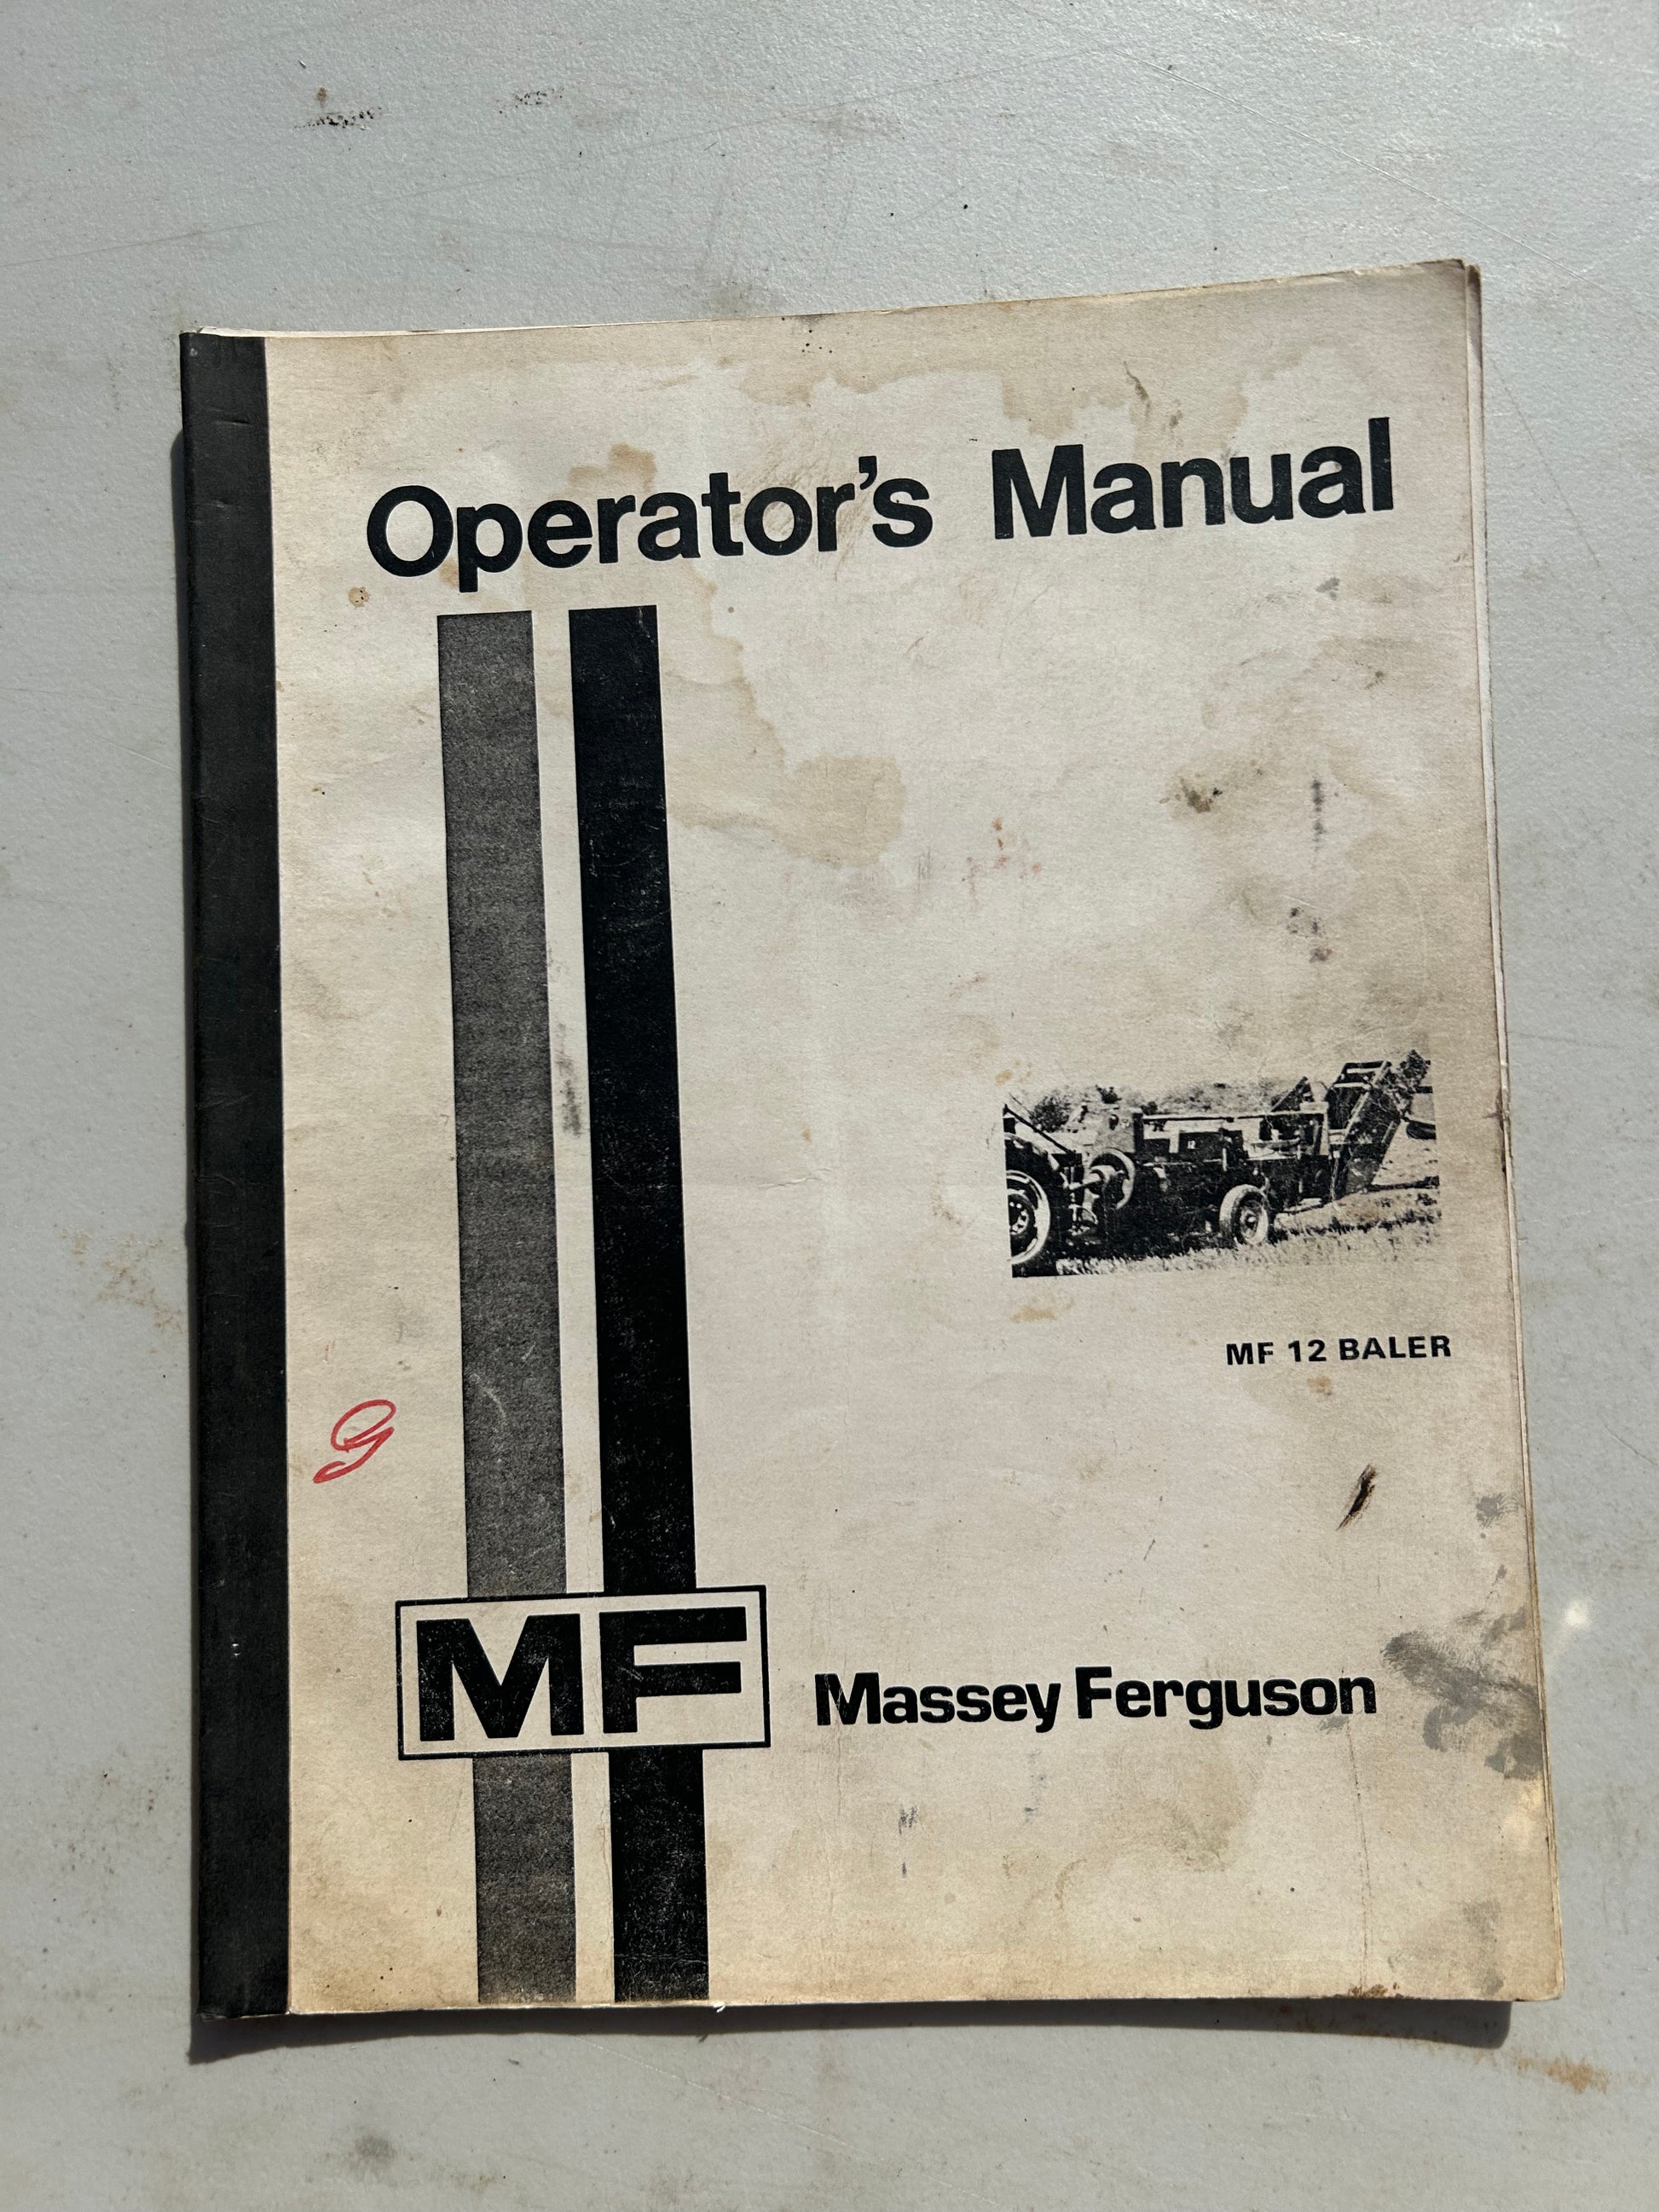 Operator's Manual
MF 12 BALER
MF
Massey Ferguson